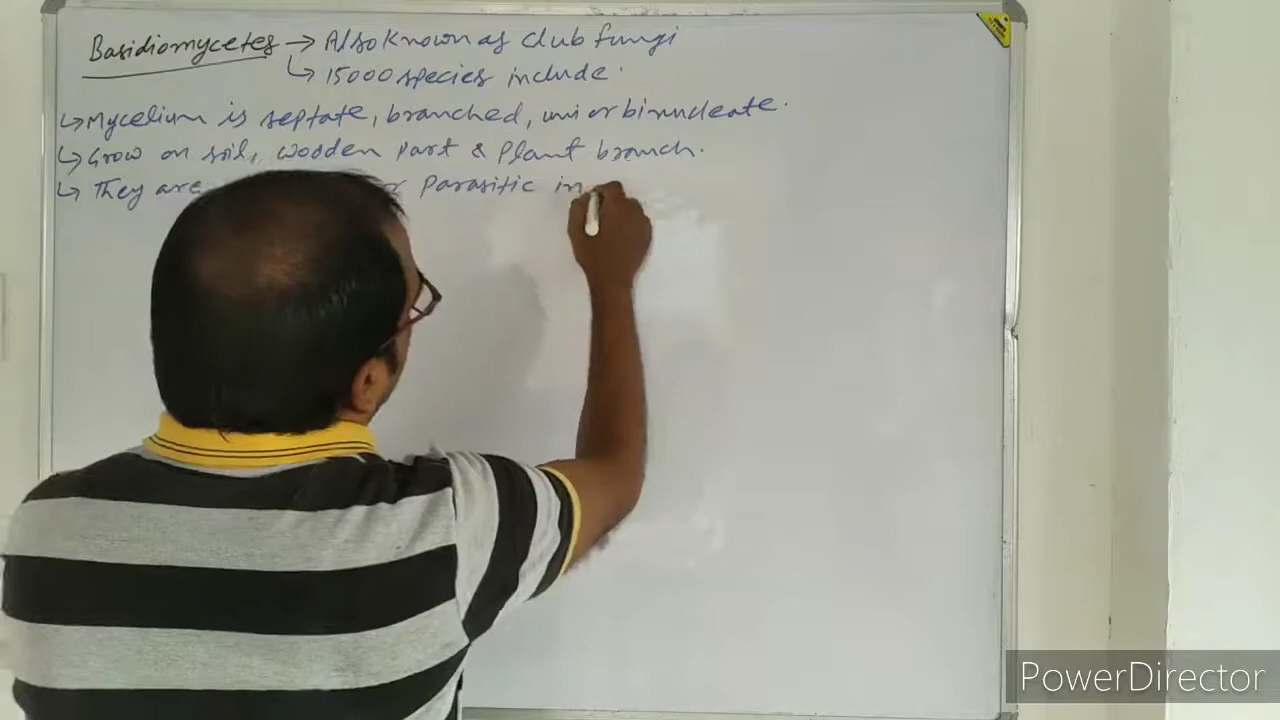 Basidiomycetes → Also known as club fungi
↳ 15000 species include.
↳ Mycelium is septate, branched, uni or binucleate.
↳ Grow on soil, wooden part & plant branch.
↳ They are or Parasitic in
PowerDirector